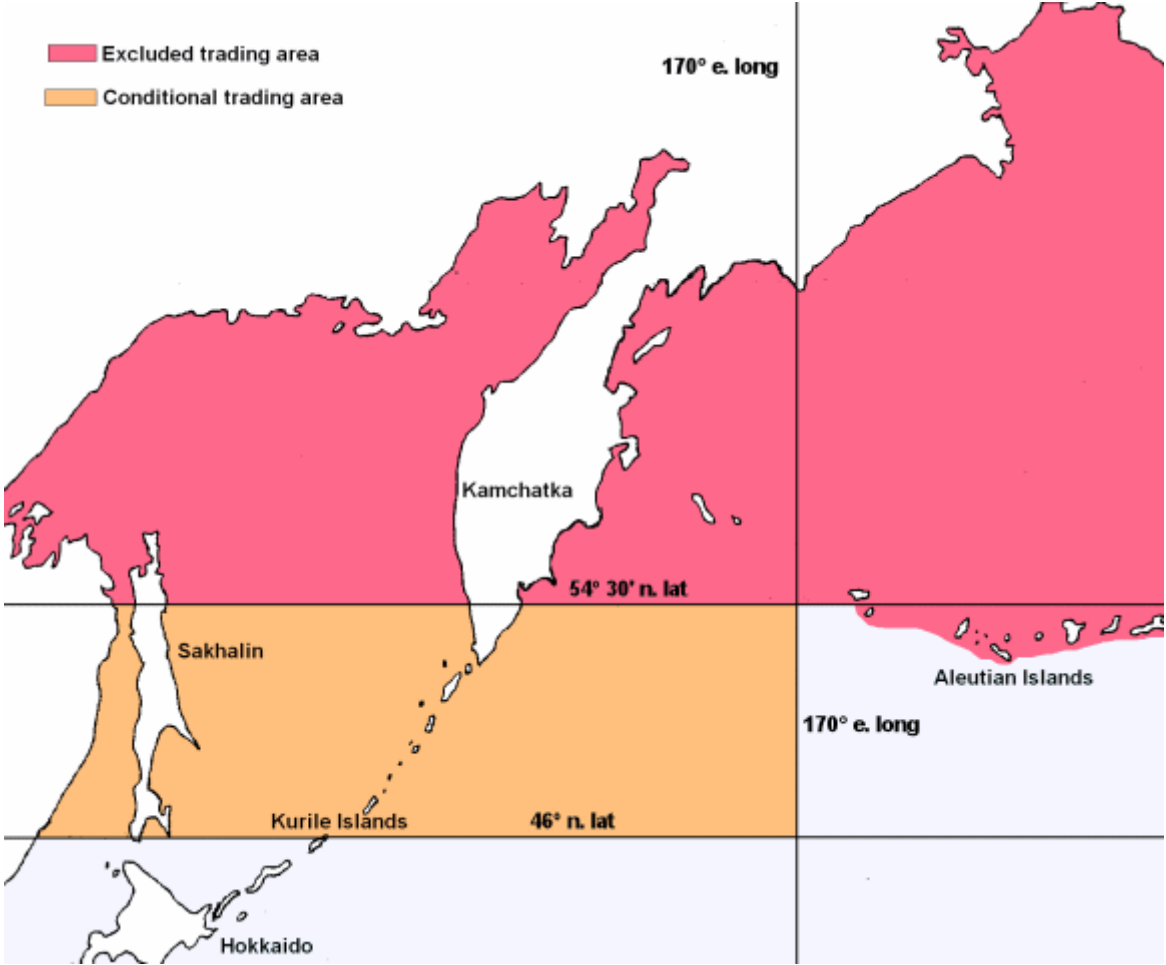 Excluded trading area
170° e. long
Conditional trading area
Kamchatka
54° 30' n. lat
Sakhalin
Aleutian Islands
170° e. long
Kurile Islands
46° n. lat
Hokkaido